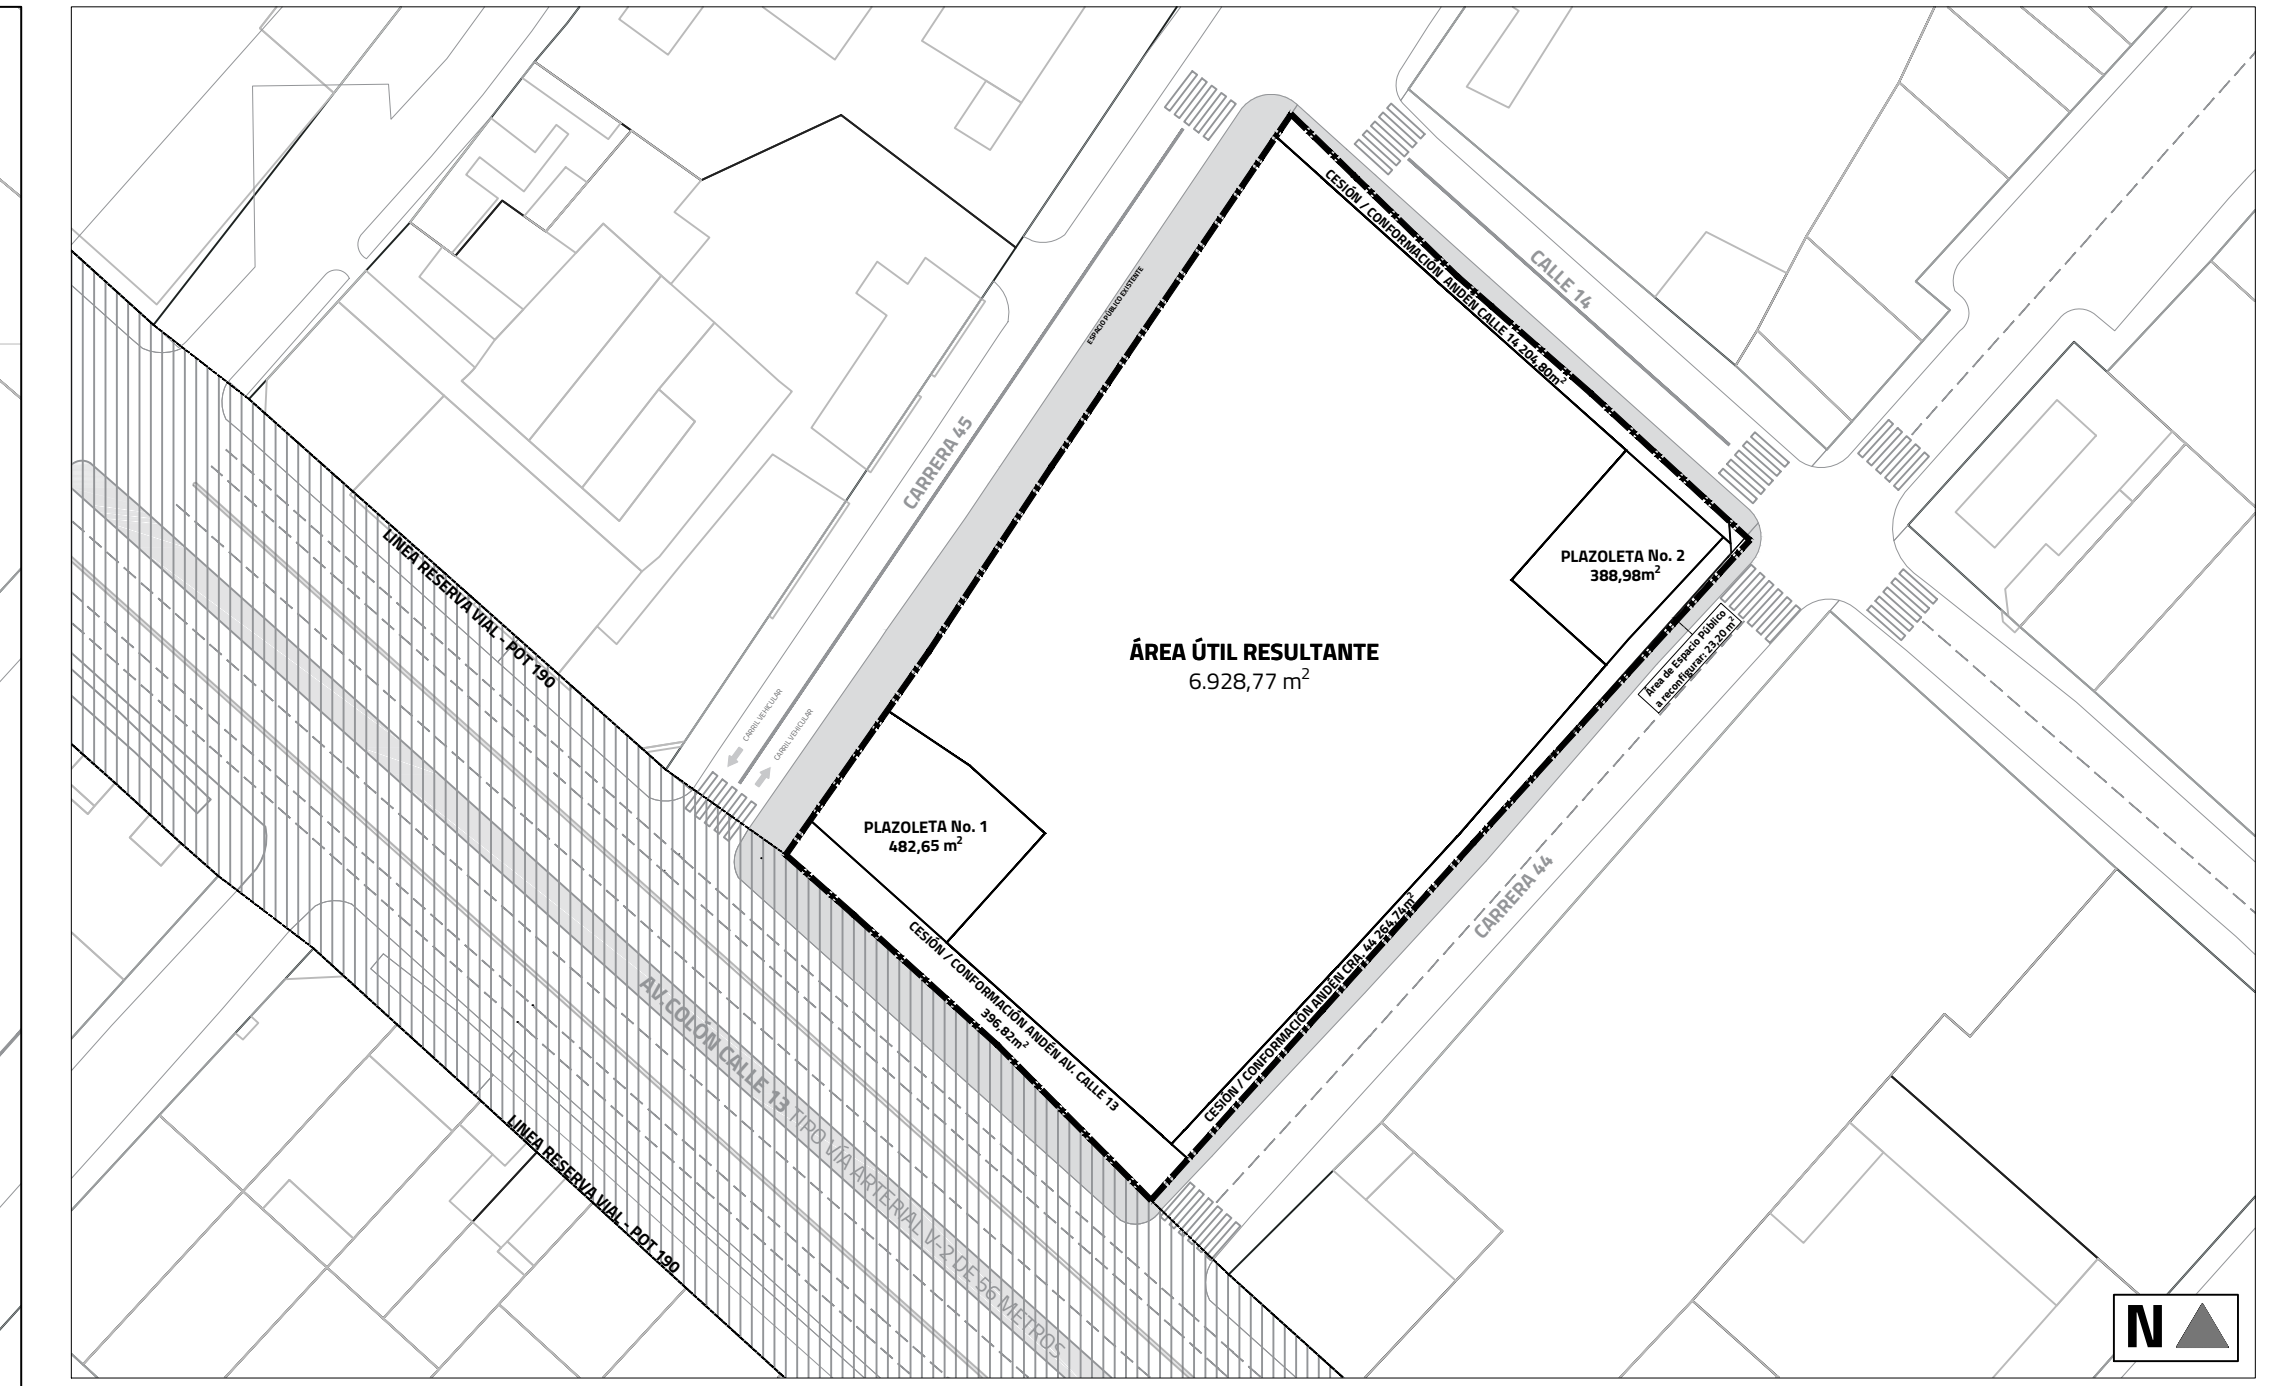 CESIÓN / CONFORMACIÓN ANDÉN CALLE 14 204,80m²
CALLE 14
ESPACIO PÚBLICO EXISTENTE
CARRERA 45
LINEA RESERVA VIAL - POT 190
PLAZOLETA No. 2
388,98m²
Área de Espacio Público
a reconfigurar: 23,20 m²
ÁREA ÚTIL RESULTANTE
6.928,77 m²
CARRIL VEHICULAR
CARRIL VEHICULAR
PLAZOLETA No. 1
482,65 m²
CARRERA 44
CESIÓN / CONFORMACIÓN ANDÉN CRA. 44 264,74m²
CESIÓN / CONFORMACIÓN ANDÉN AV. CALLE 13
396,82m²
AV.COLÓN CALLE 13 TIPO VÍA ARTERIAL V-2 DE 56 METROS
LINEA RESERVA VIAL - POT 190
N